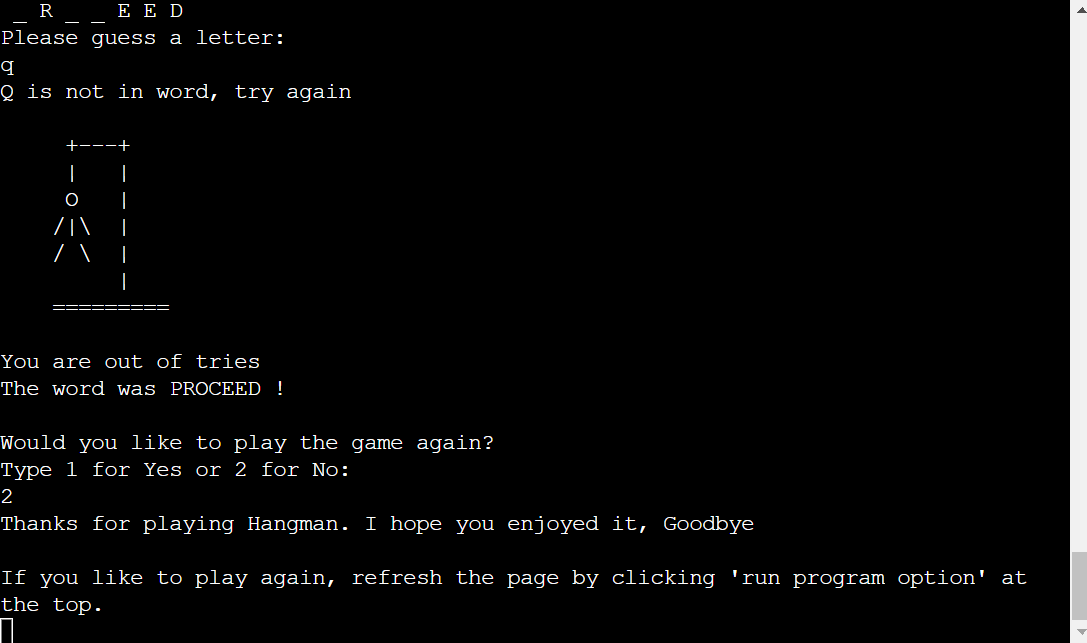 _ R _ _ E E D
Please guess a letter:
q
Q is not in word, try again
+---+
|   |
O   |
/|\  |
/ \  |
|
=========
You are out of tries
The word was PROCEED !
Would you like to play the game again?
Type 1 for Yes or 2 for No:
2
Thanks for playing Hangman. I hope you enjoyed it, Goodbye
If you like to play again, refresh the page by clicking 'run program option' at
the top.